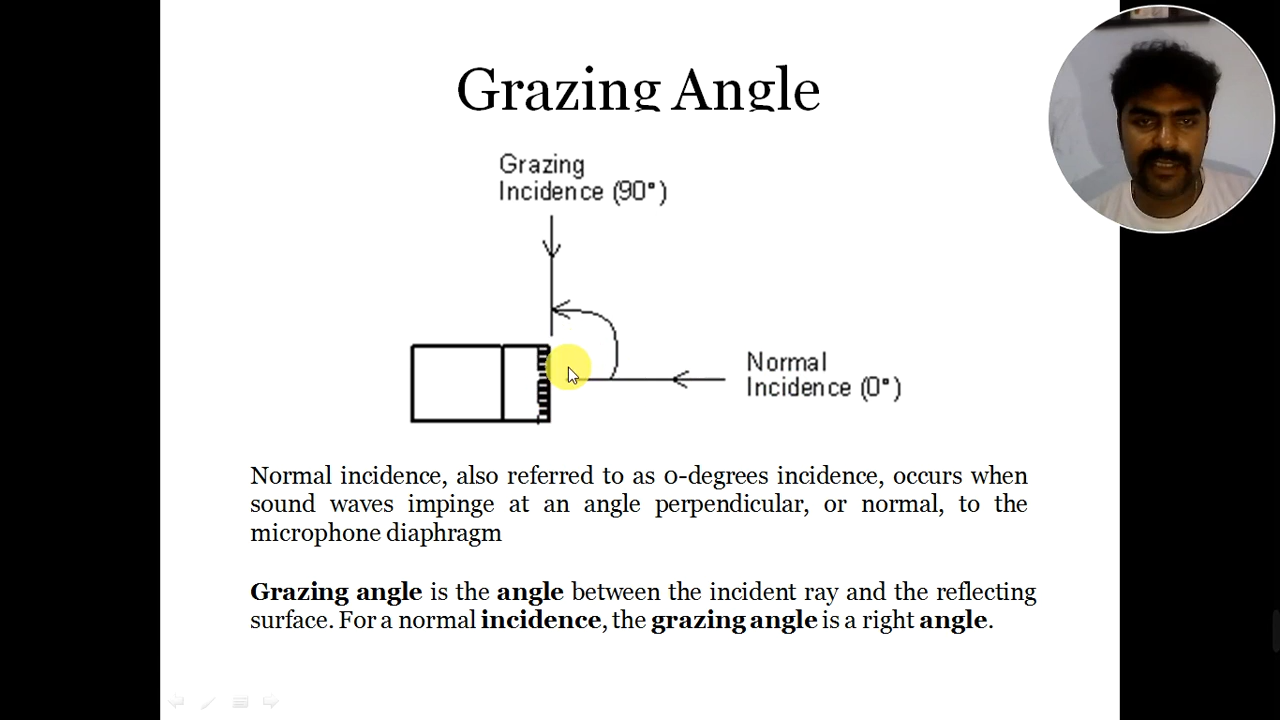 Grazing Angle
Grazing
Incidence (90°)
Normal
Incidence (0°)
Normal incidence, also referred to as 0-degrees incidence, occurs when
sound waves impinge at an angle perpendicular, or normal, to the
microphone diaphragm
Grazing angle is the angle between the incident ray and the reflecting
surface. For a normal incidence, the grazing angle is a right angle.